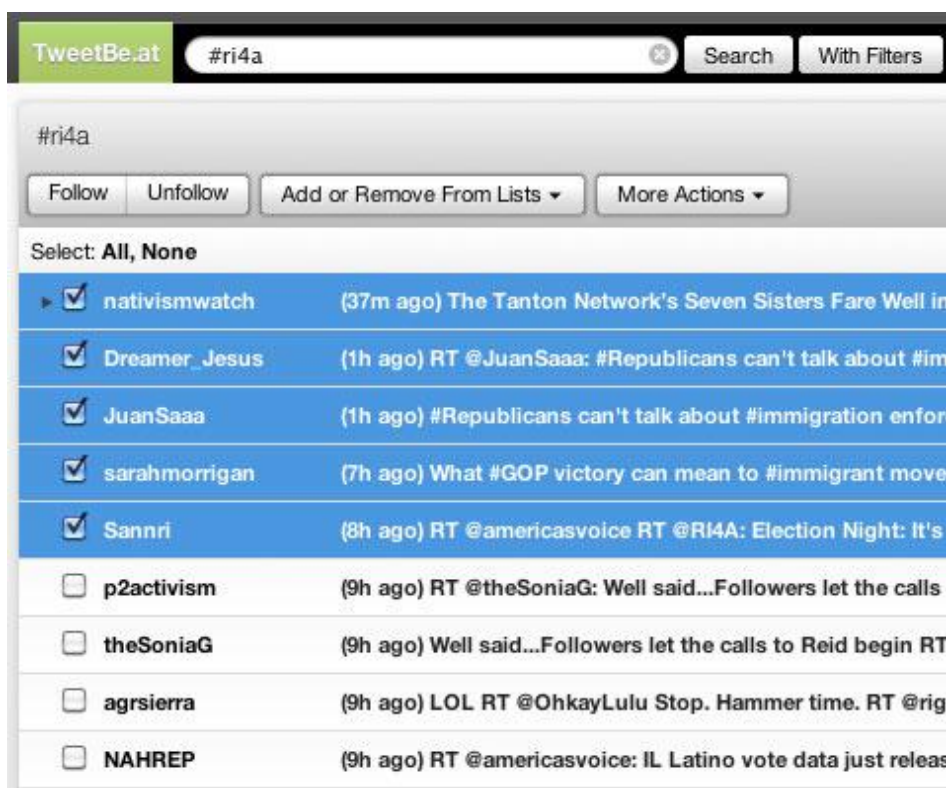 TweetBe.at #ri4a Search With Filters
#ri4a
Follow Unfollow Add or Remove From Lists More Actions
Select: All, None
nativismwatch (37m ago) The Tanton Network's Seven Sisters Fare Well in
Dreamer_Jesus (1h ago) RT @JuanSaaa: #Republicans can't talk about #im
JuanSaaa (1h ago) #Republicans can't talk about #immigration enfor
sarahmorrigan (7h ago) What #GOP victory can mean to #immigrant move
Sannri (8h ago) RT @americasvoice RT @RI4A: Election Night: It's
p2activism (9h ago) RT @theSoniaG: Well said...Followers let the calls
theSoniaG (9h ago) Well said...Followers let the calls to Reid begin RT
agrsierra (9h ago) LOL RT @OhkayLulu Stop. Hammer time. RT @rig
NAHREP (9h ago) RT @americasvoice: IL Latino vote data just releas